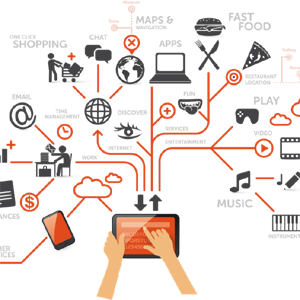 FAST
FOOD
MAPS &
NAVIGATION
ONE CLICK
SHOPPING
CHAT
APPS
RESTAURANT
LOCATION
FUN
EMAIL
PLAY
TIME
MANAGEMENT
DISCOVER
SERVICES
VIDEO
INTERNET
ENTERTAINMENT
WORK
MUSIC
ANCES
INSTRUMENT